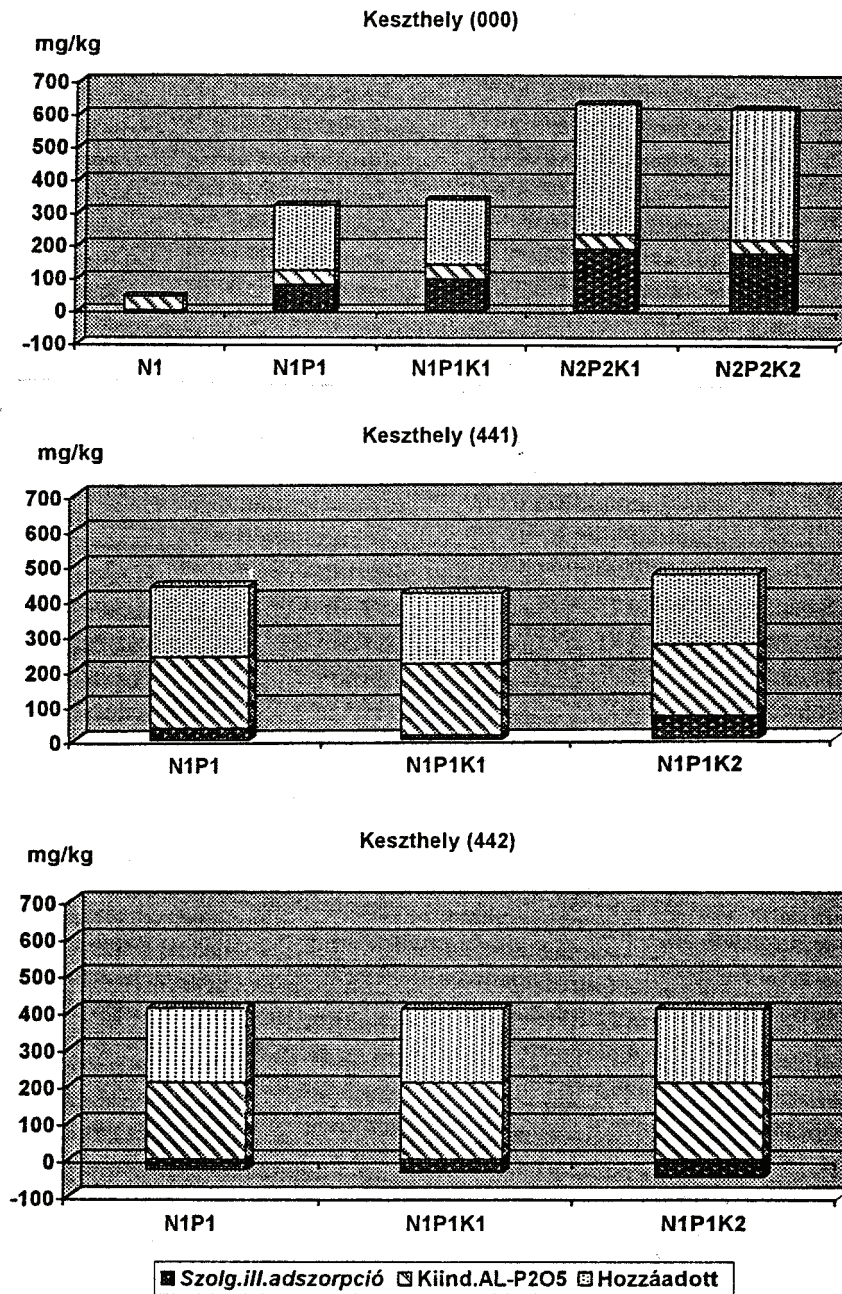 Keszthely (000)
mg/kg
700
600
500
400
300
200
100
0
-100
N1 N1P1 N1P1K1 N2P2K1 N2P2K2
Keszthely (441)
mg/kg
700
600
500
400
300
200
100
0
N1P1 N1P1K1 N1P1K2
Keszthely (442)
mg/kg
700
600
500
400
300
200
100
0
-100
N1P1 N1P1K1 N1P1K2
Szolg.ill.adszorpció Kiind.AL-P2O5 Hozzáadott